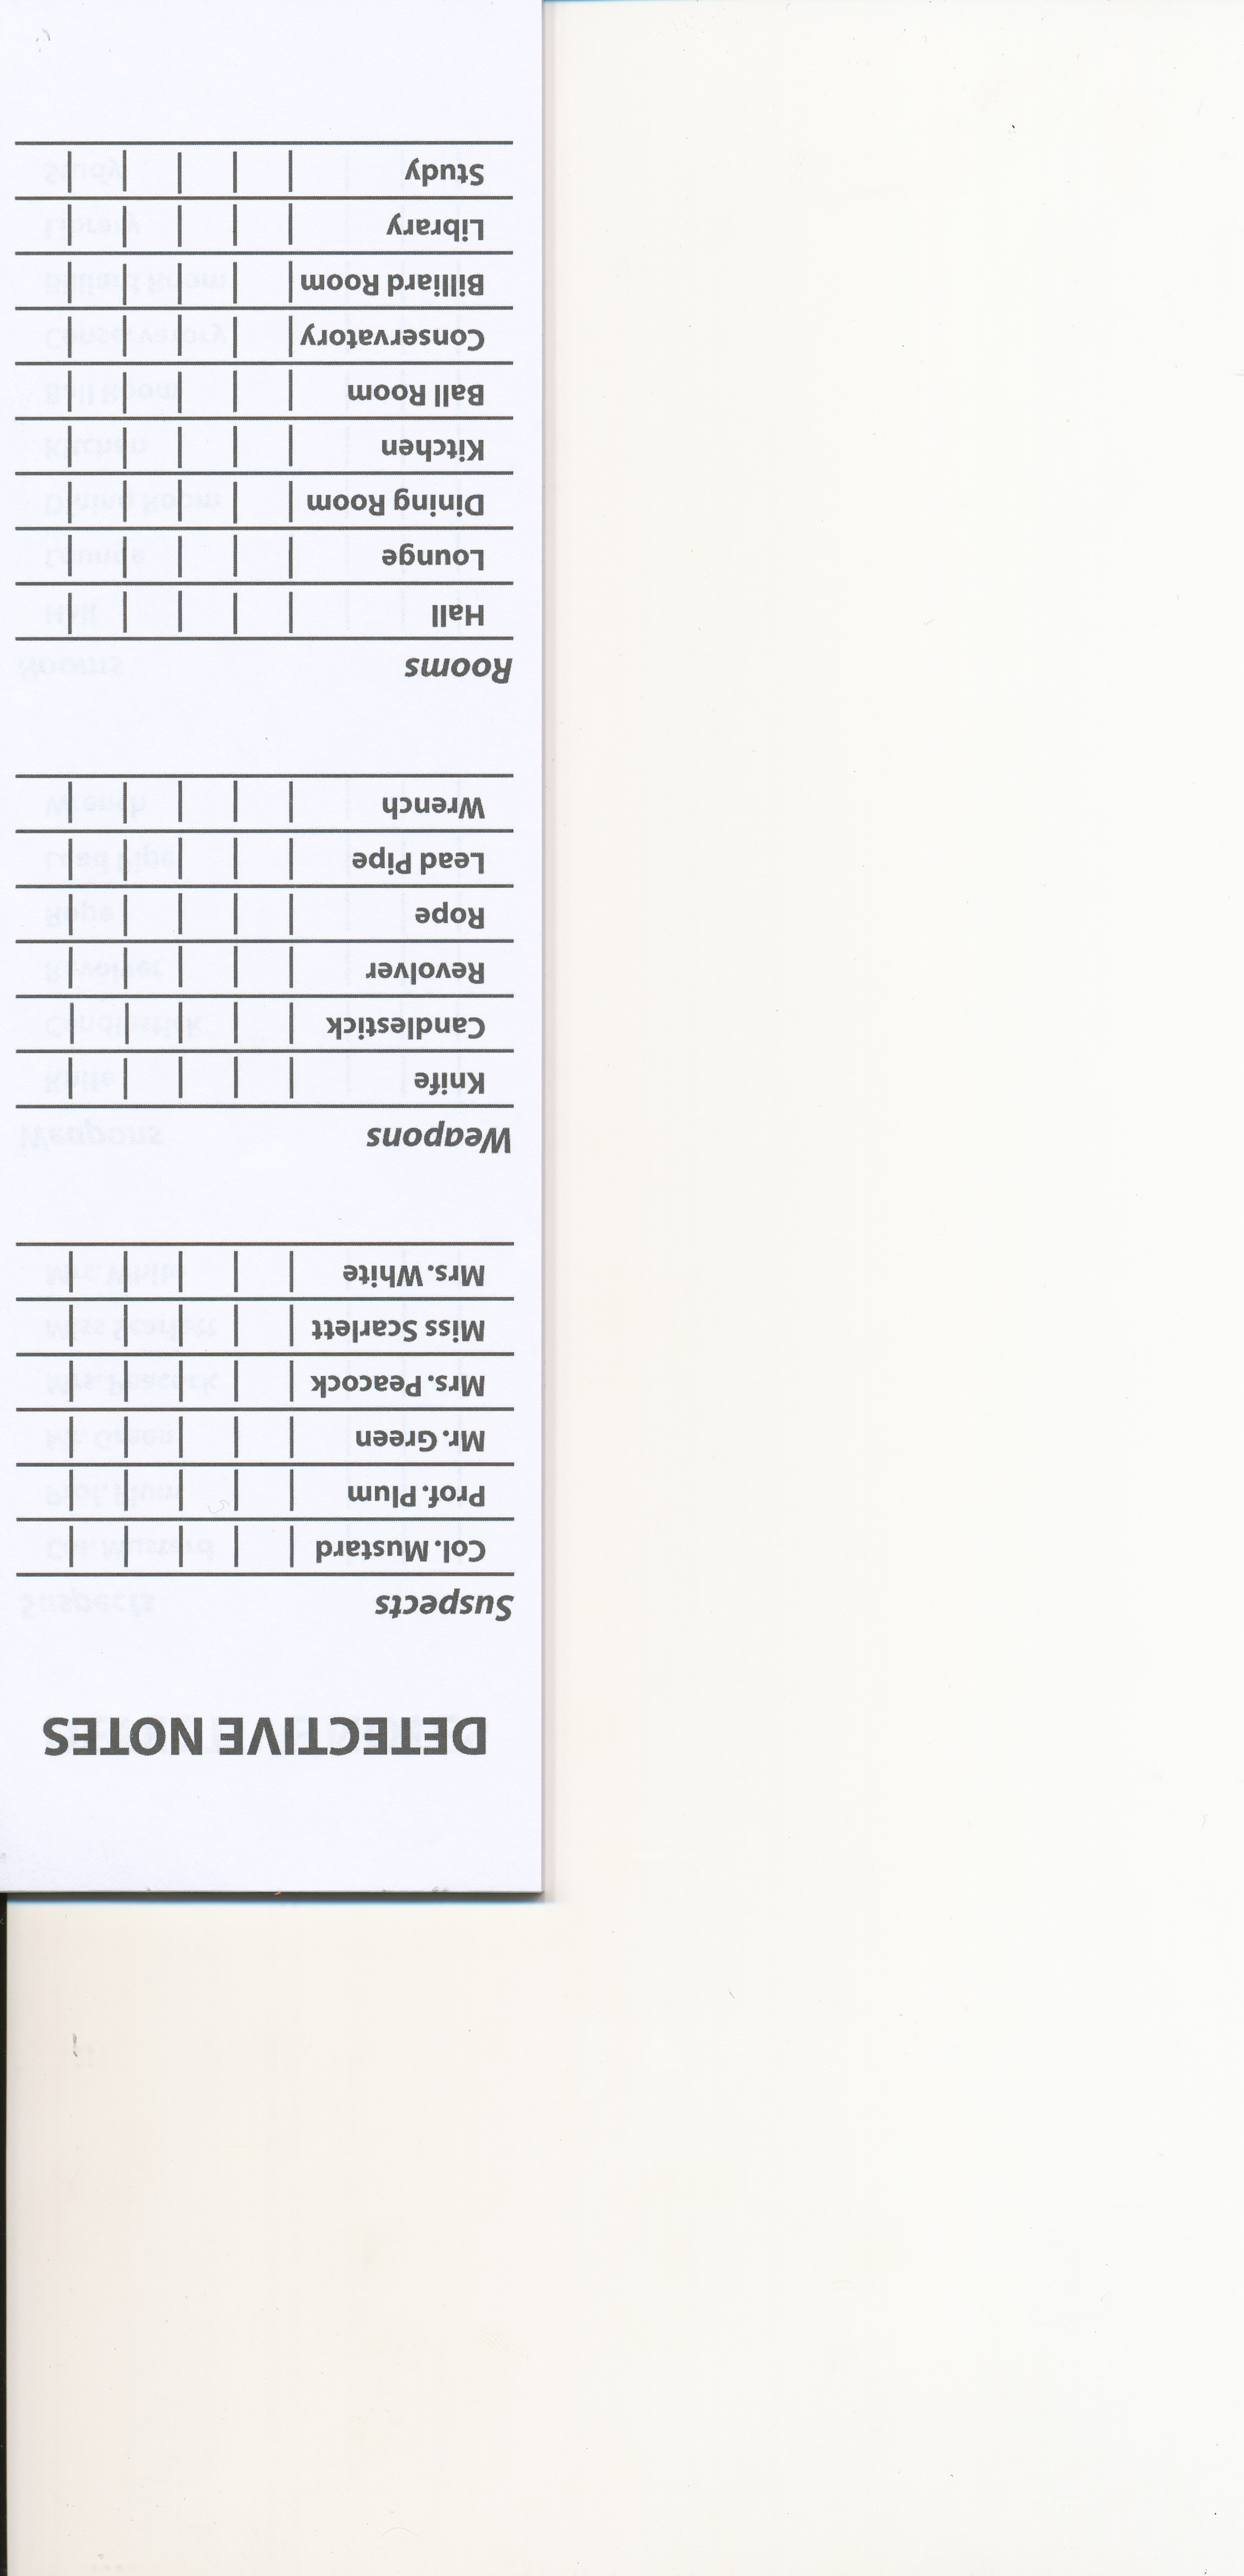 DETECTIVE NOTES
Suspects
Col. Mustard
Prof. Plum
Mr. Green
Mrs. Peacock
Miss Scarlett
Mrs. White
Weapons
Knife
Candlestick
Revolver
Rope
Lead Pipe
Wrench
Rooms
Hall
Lounge
Dining Room
Kitchen
Ball Room
Conservatory
Billiard Room
Library
Study